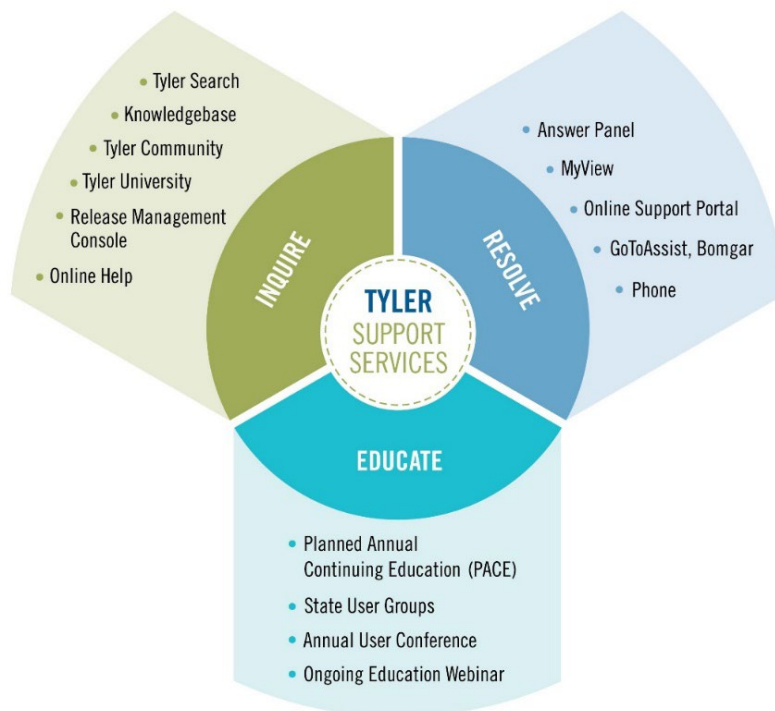 Tyler Search
Knowledgebase
Tyler Community
Tyler University
Release Management
Console
Online Help
INQUIRE
Answer Panel
MyView
Online Support Portal
GoToAssist, Bomgar
Phone
RESOLVE
TYLER
SUPPORT
SERVICES
EDUCATE
Planned Annual
Continuing Education (PACE)
State User Groups
Annual User Conference
Ongoing Education Webinar